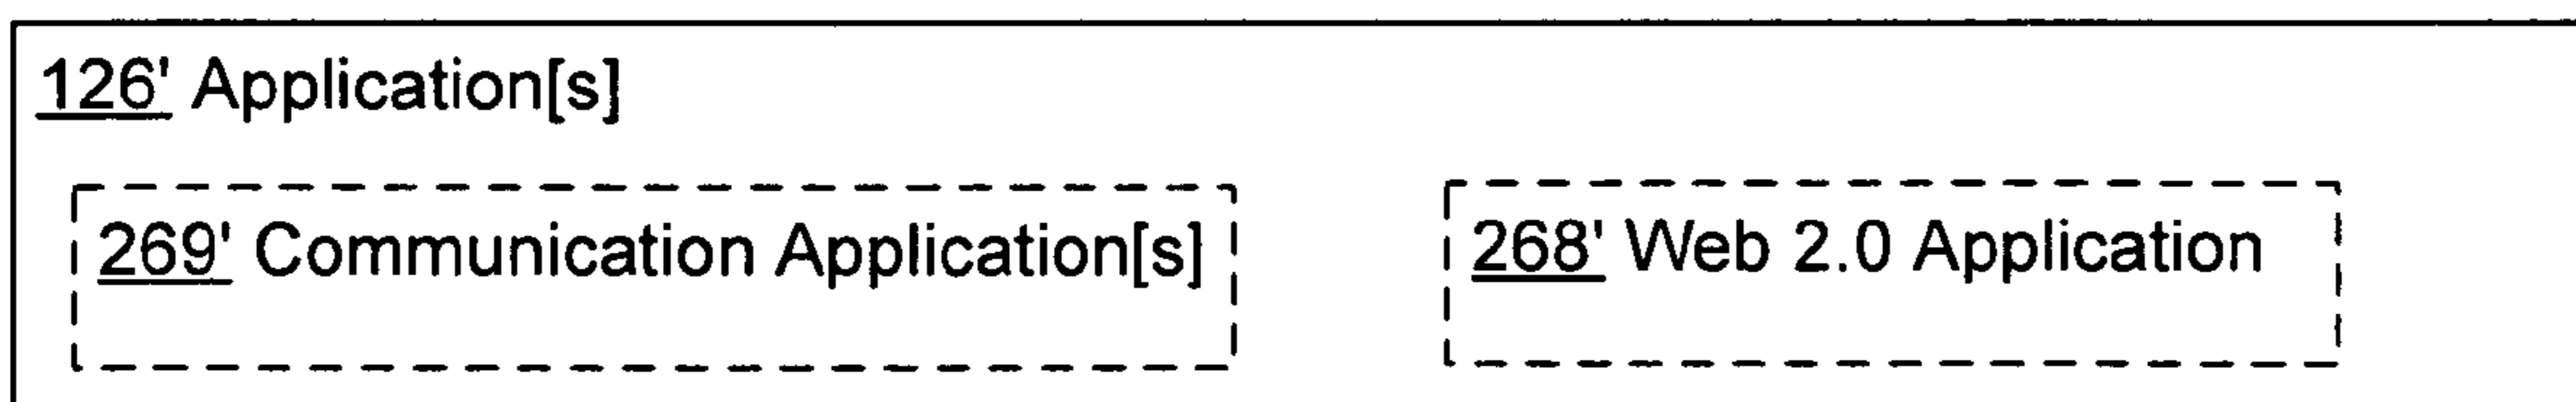 126' Application[s]
269' Communication Application[s]
268' Web 2.0 Application